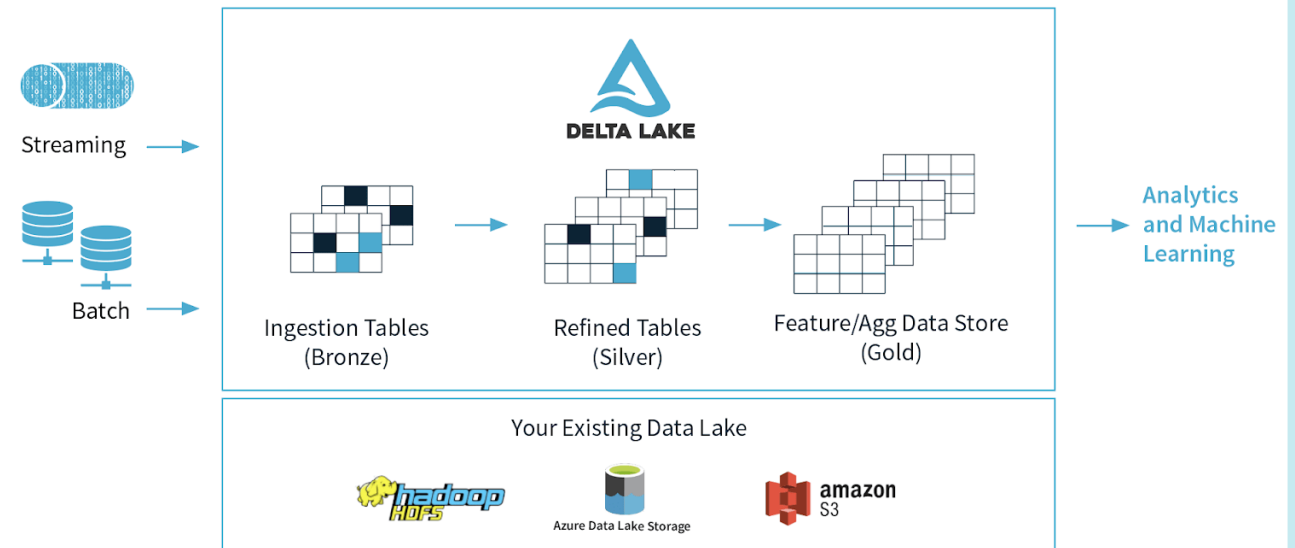 DELTA LAKE
Streaming
Batch
Ingestion Tables
(Bronze)
Refined Tables
(Silver)
Feature/Agg Data Store
(Gold)
Analytics
and Machine
Learning
Your Existing Data Lake
hadoop
HDFS
Azure Data Lake Storage
amazon
S3